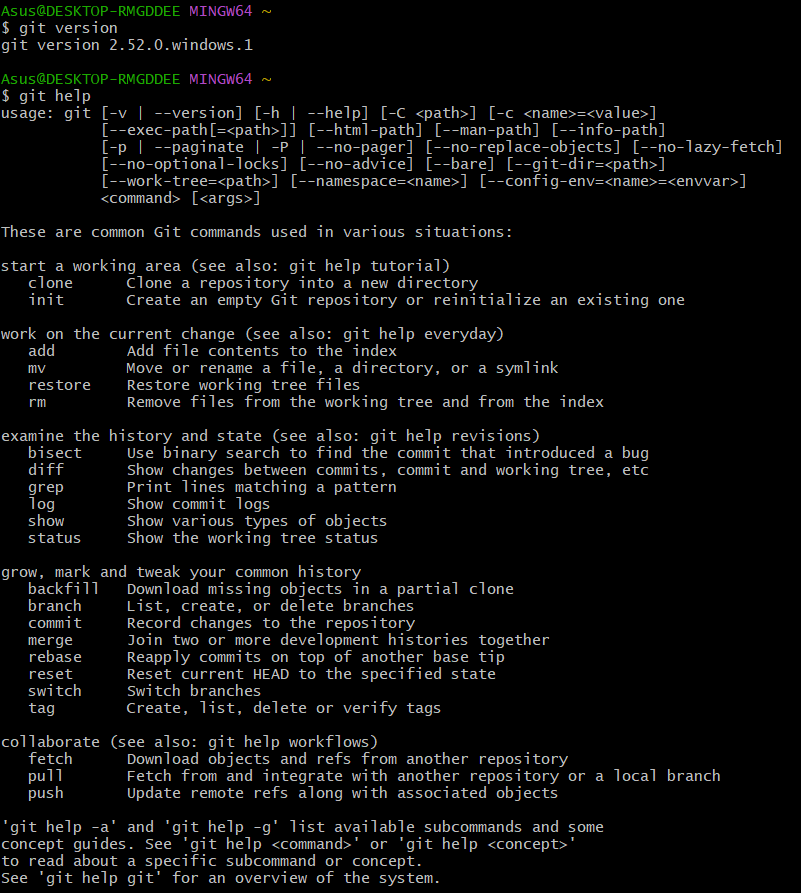 Asus@DESKTOP-RMGDDEE MINGW64 ~
$ git version
git version 2.52.0.windows.1

Asus@DESKTOP-RMGDDEE MINGW64 ~
$ git help
usage: git [-v | --version] [-h | --help] [-C <path>] [-c <name>=<value>]
           [--exec-path[=<path>]] [--html-path] [--man-path] [--info-path]
           [-p | --paginate | -P | --no-pager] [--no-replace-objects] [--no-lazy-fetch]
           [--no-optional-locks] [--no-advice] [--bare] [--git-dir=<path>]
           [--work-tree=<path>] [--namespace=<name>] [--config-env=<name>=<envvar>]
           <command> [<args>]

These are common Git commands used in various situations:

start a working area (see also: git help tutorial)
   clone      Clone a repository into a new directory
   init       Create an empty Git repository or reinitialize an existing one

work on the current change (see also: git help everyday)
   add        Add file contents to the index
   mv         Move or rename a file, a directory, or a symlink
   restore    Restore working tree files
   rm         Remove files from the working tree and from the index

examine the history and state (see also: git help revisions)
   bisect     Use binary search to find the commit that introduced a bug
   diff       Show changes between commits, commit and working tree, etc
   grep       Print lines matching a pattern
   log        Show commit logs
   show       Show various types of objects
   status     Show the working tree status

grow, mark and tweak your common history
   backfill   Download missing objects in a partial clone
   branch     List, create, or delete branches
   commit     Record changes to the repository
   merge      Join two or more development histories together
   rebase     Reapply commits on top of another base tip
   reset      Reset current HEAD to the specified state
   switch     Switch branches
   tag        Create, list, delete or verify tags

collaborate (see also: git help workflows)
   fetch      Download objects and refs from another repository
   pull       Fetch from and integrate with another repository or a local branch
   push       Update remote refs along with associated objects

'git help -a' and 'git help -g' list available subcommands and some
concept guides. See 'git help <command>' or 'git help <concept>'
to read about a specific subcommand or concept.
See 'git help git' for an overview of the system.